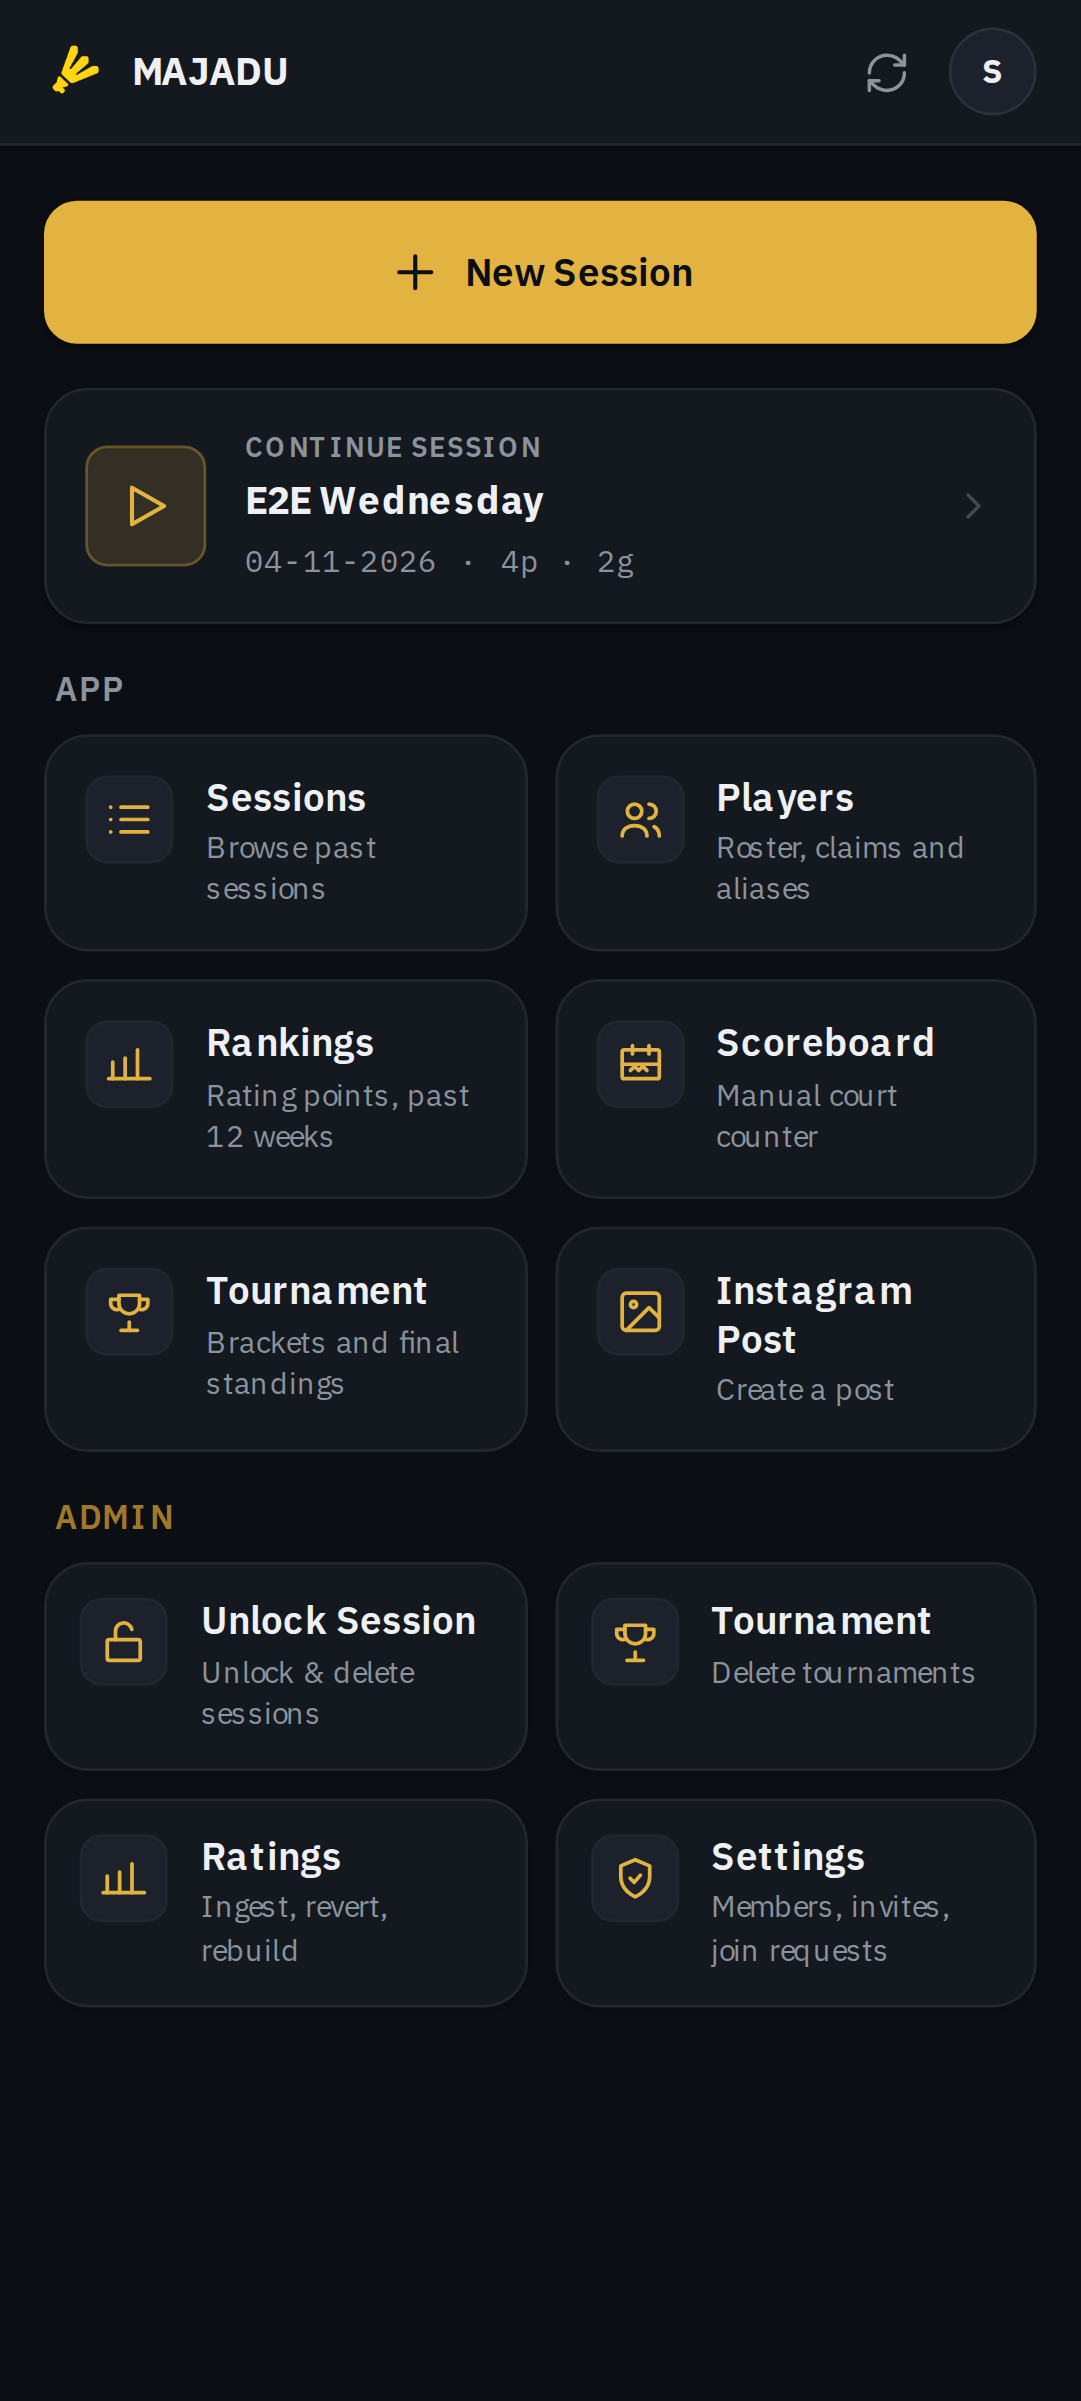 MAJADU
S
New Session
CONTINUE SESSION
E2E Wednesday
04-11-2026 · 4p · 2g
APP
Sessions
Browse past
sessions
Players
Roster, claims and
aliases
Rankings
Rating points, past
12 weeks
Scoreboard
Manual court
counter
Tournament
Brackets and final
standings
Instagram
Post
Create a post
ADMIN
Unlock Session
Unlock & delete
sessions
Tournament
Delete tournaments
Ratings
Ingest, revert,
rebuild
Settings
Members, invites,
join requests